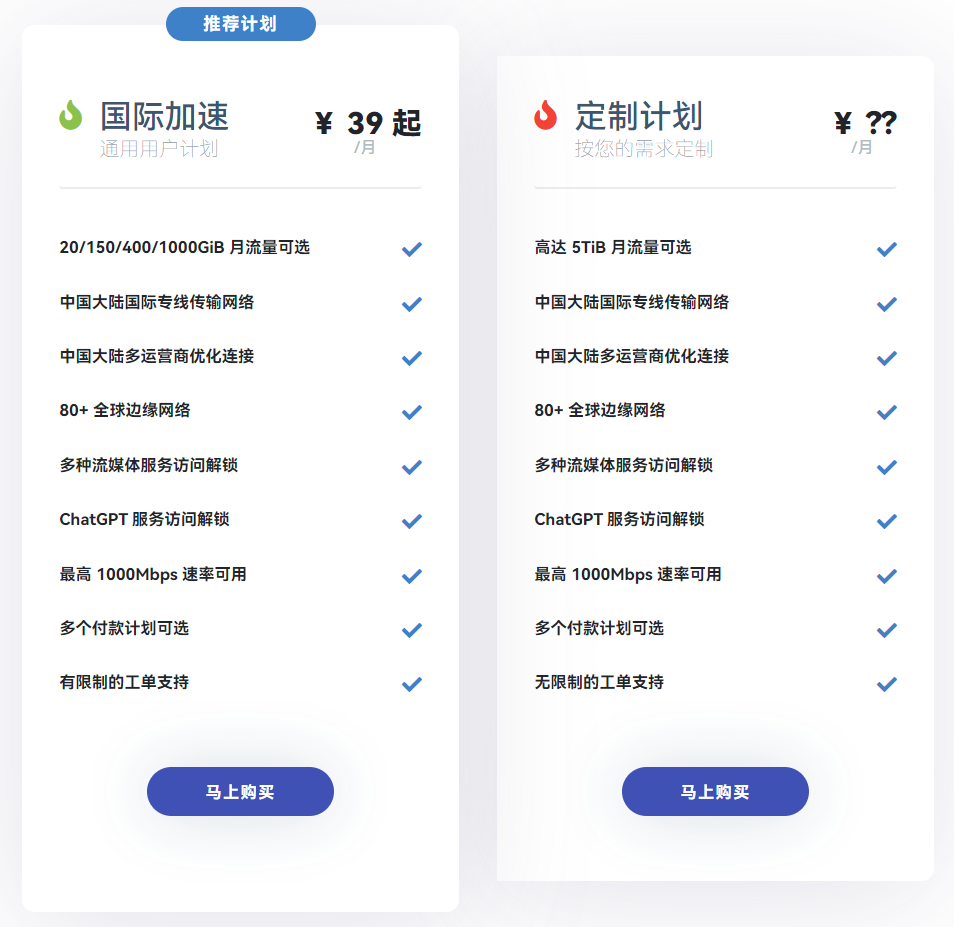 推荐计划
国际加速
¥ 39 起
通用用户计划
/月
20/150/400/1000GiB 月流量可选
中国大陆国际专线传输网络
中国大陆多运营商优化连接
80+ 全球边缘网络
多种流媒体服务访问解锁
ChatGPT 服务访问解锁
最高 1000Mbps 速率可用
多个付款计划可选
有限制的工单支持
马上购买
定制计划
¥ ??
按您的需求定制
/月
高达 5TiB 月流量可选
中国大陆国际专线传输网络
中国大陆多运营商优化连接
80+ 全球边缘网络
多种流媒体服务访问解锁
ChatGPT 服务访问解锁
最高 1000Mbps 速率可用
多个付款计划可选
无限制的工单支持
马上购买